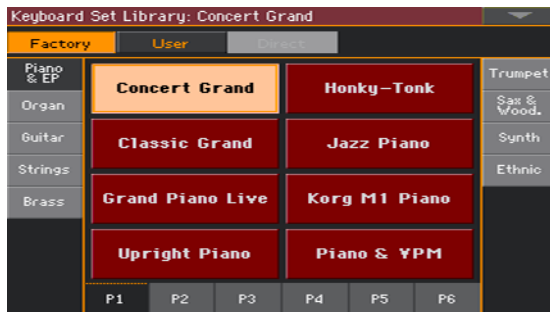 Keyboard Set Library: Concert Grand
Factory
User
Direct
Piano
& EP
Organ
Guitar
Strings
Brass
Concert Grand
Honky-Tonk
Classic Grand
Jazz Piano
Grand Piano Live
Korg M1 Piano
Upright Piano
Piano & VPM
Trumpet
Sax &
Wood.
Synth
Ethnic
P1
P2
P3
P4
P5
P6